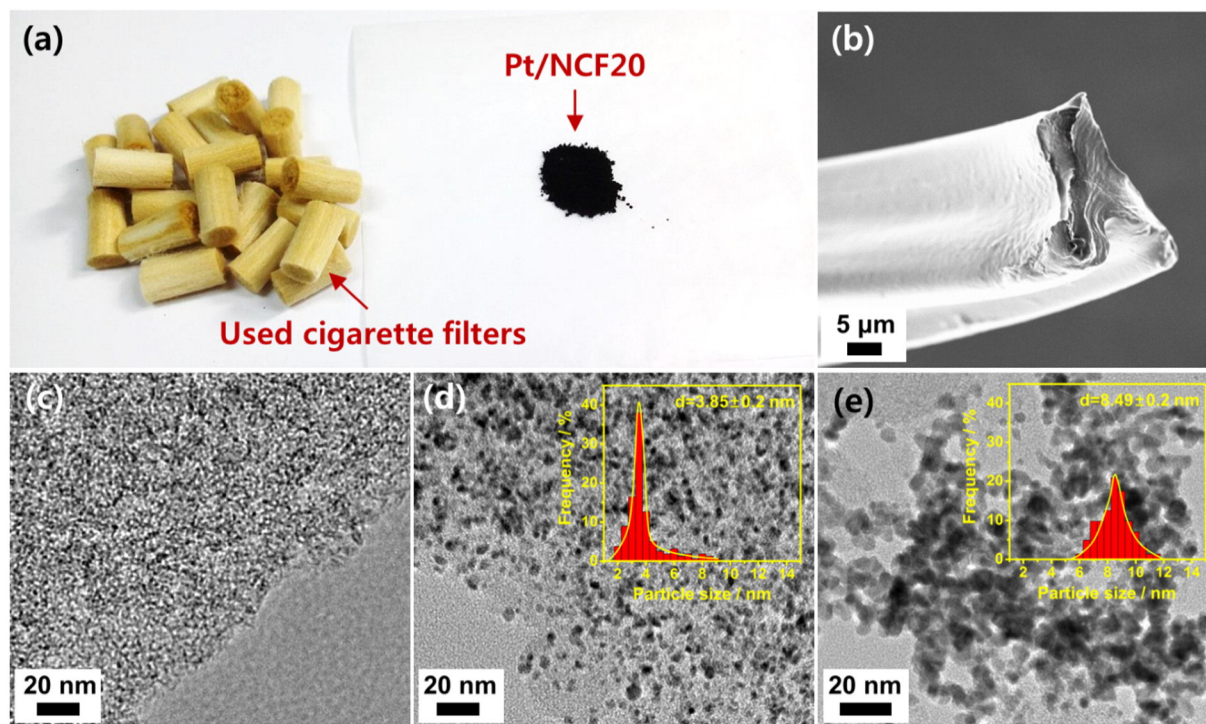 (a)
Pt/NCF20
Used cigarette filters
(b)
5 µm
(c)
20 nm
(d)
d=3.85±0.2 nm
Frequency / %
40
30
20
10
0
2 4 6 8 10 12 14
Particle size / nm
20 nm
(e)
d=8.49±0.2 nm
Frequency / %
40
30
20
10
0
2 4 6 8 10 12 14
Particle size / nm
20 nm